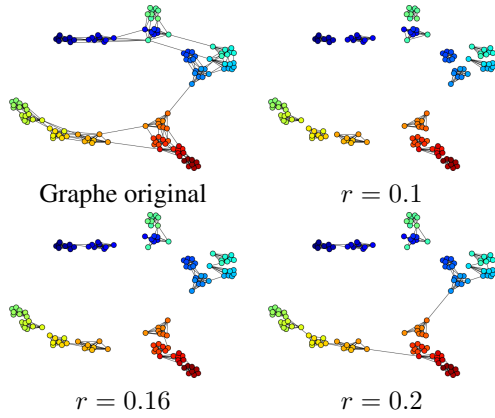 Graphe original
r = 0.1
r = 0.16
r = 0.2